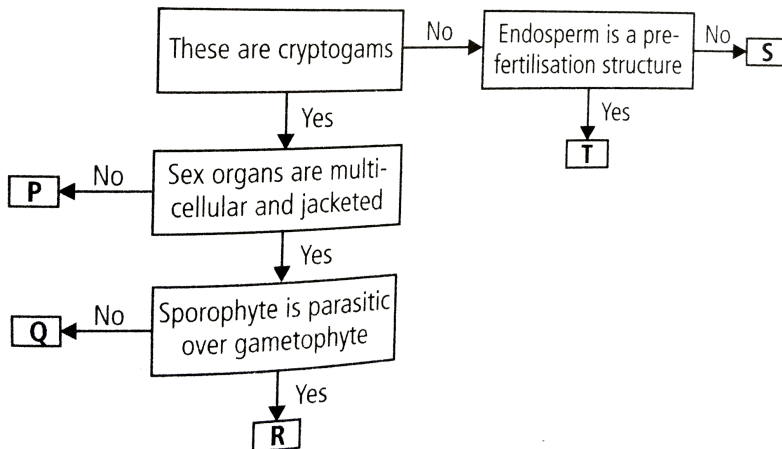 These are cryptogams
No
Endosperm is a pre-
fertilisation structure
No
S
Yes
Yes
T
P
No
Sex organs are multi-
cellular and jacketed
Yes
Q
No
Sporophyte is parasitic
over gametophyte
Yes
R